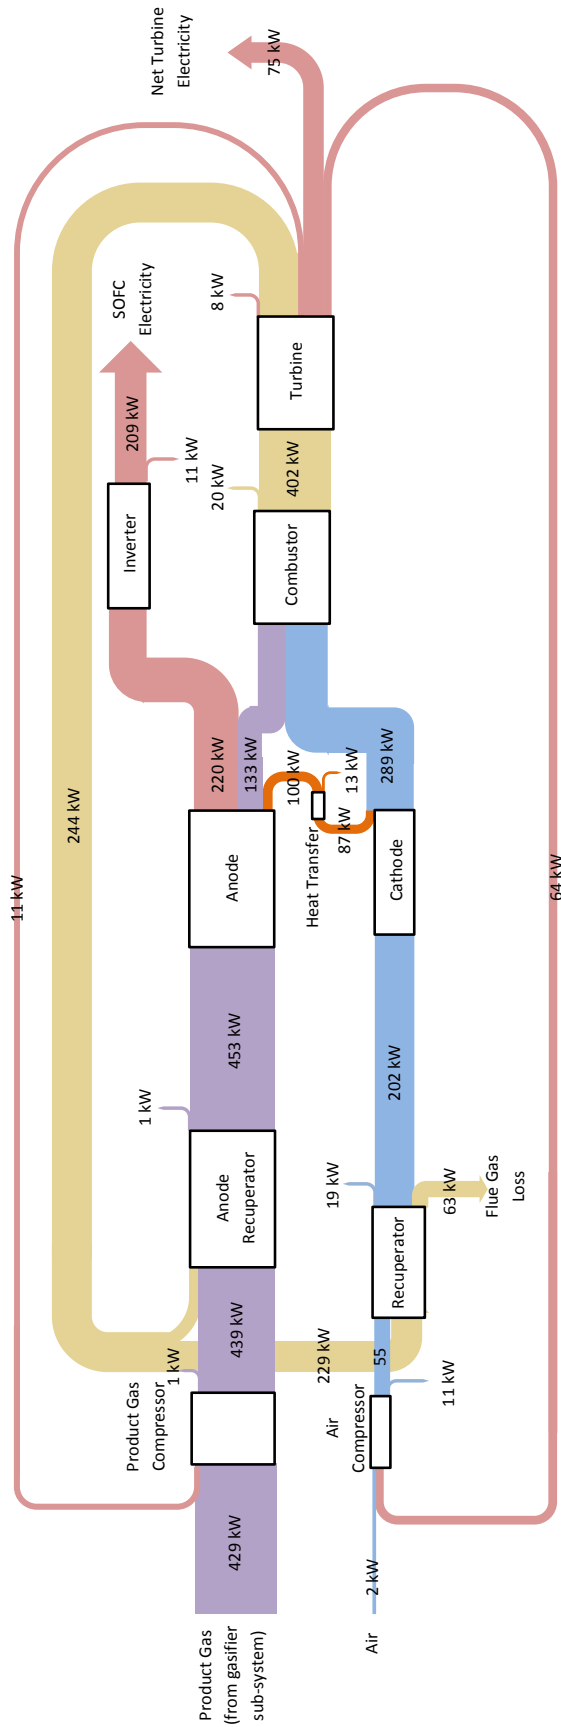 Product Gas
(from gasifier
sub-system)
429 kW
Product Gas
Compressor
1 kW
439 kW
Anode
Recuperator
1 kW
453 kW
Anode
220 kW
133 kW
100 kW
13 kW
Heat Transfer
87 kW
Inverter
209 kW
11 kW
SOFC
Electricity
244 kW
11 kW
Air
2 kW
Air
Compressor
11 kW
55
229 kW
Recuperator
19 kW
63 kW
Flue Gas
Loss
202 kW
Cathode
289 kW
Combustor
20 kW
402 kW
Turbine
8 kW
Net Turbine
Electricity
75 kW
64 kW